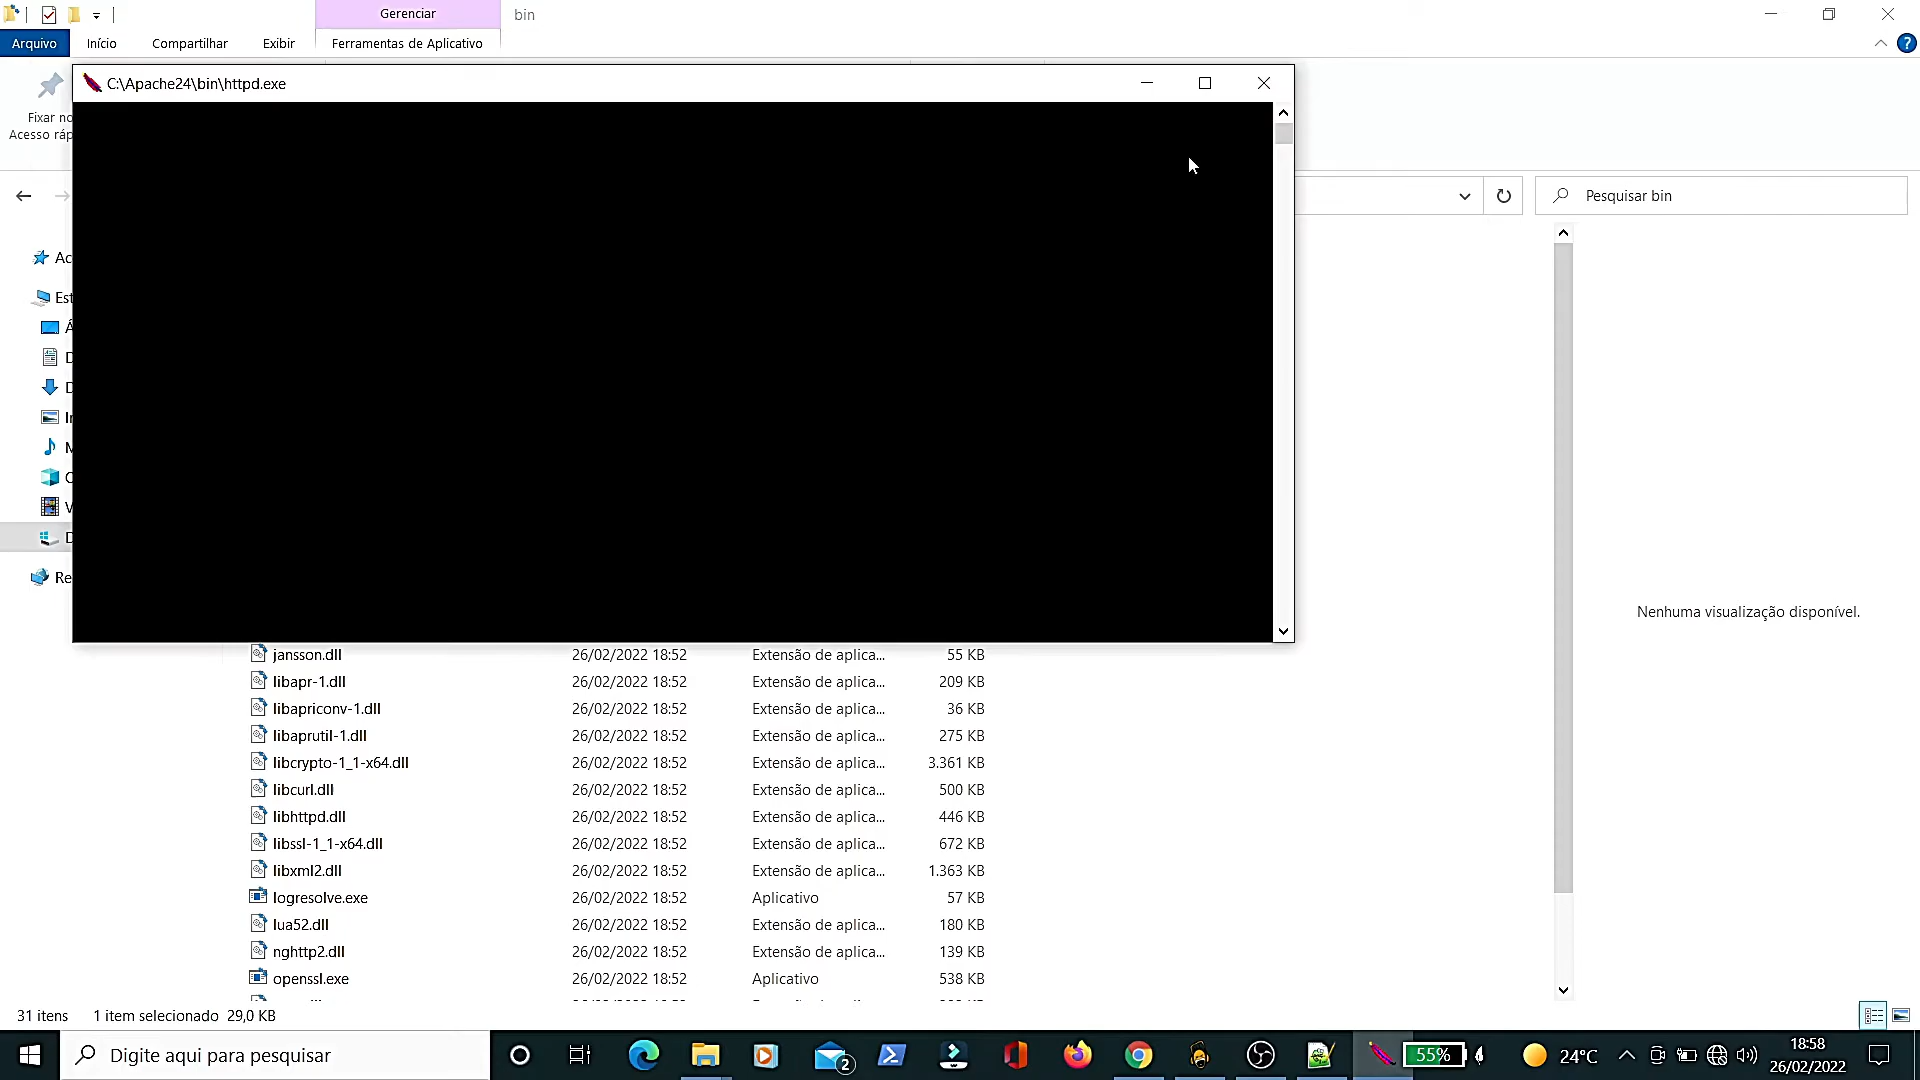 Gerenciar
bin
Arquivo
Início
Compartilhar
Exibir
Ferramentas de Aplicativo
C:\Apache24\bin\httpd.exe
Fixar no
Acesso ráp
Pesquisar bin
Ac
Est
Á
D
D
In
M
O
V
D
Re
Nenhuma visualização disponível.
jansson.dll 26/02/2022 18:52 Extensão de aplica... 55 KB
libapr-1.dll 26/02/2022 18:52 Extensão de aplica... 209 KB
libapriconv-1.dll 26/02/2022 18:52 Extensão de aplica... 36 KB
libaprutil-1.dll 26/02/2022 18:52 Extensão de aplica... 275 KB
libcrypto-1_1-x64.dll 26/02/2022 18:52 Extensão de aplica... 3.361 KB
libcurl.dll 26/02/2022 18:52 Extensão de aplica... 500 KB
libhttpd.dll 26/02/2022 18:52 Extensão de aplica... 446 KB
libssl-1_1-x64.dll 26/02/2022 18:52 Extensão de aplica... 672 KB
libxml2.dll 26/02/2022 18:52 Extensão de aplica... 1.363 KB
logresolve.exe 26/02/2022 18:52 Aplicativo 57 KB
lua52.dll 26/02/2022 18:52 Extensão de aplica... 180 KB
nghttp2.dll 26/02/2022 18:52 Extensão de aplica... 139 KB
openssl.exe 26/02/2022 18:52 Aplicativo 538 KB
31 itens 1 item selecionado 29,0 KB
Digite aqui para pesquisar
2
55%
24°C
18:58
26/02/2022